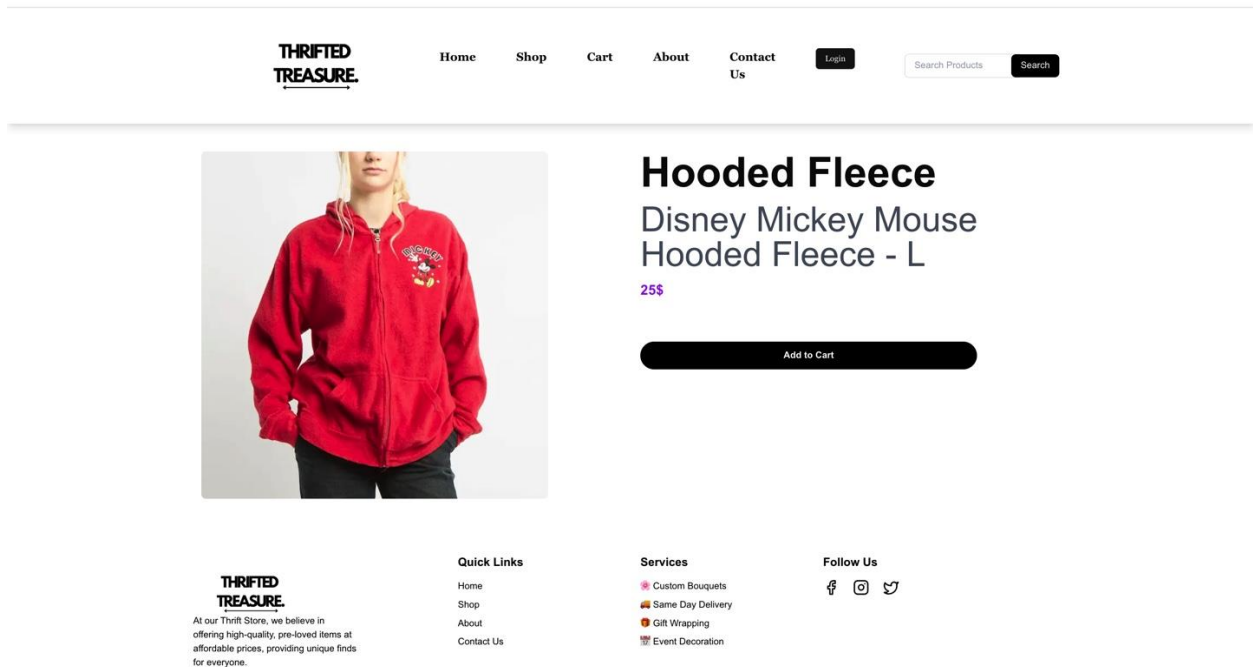 THRIFTED
TREASURE.
Home
Shop
Cart
About
Contact
Us
Login
Search Products
Search
MICKEY
Hooded Fleece
Disney Mickey Mouse
Hooded Fleece - L
25$
Add to Cart
THRIFTED
TREASURE.
At our Thrift Store, we believe in
offering high-quality, pre-loved items at
affordable prices, providing unique finds
for everyone.
Quick Links
Home
Shop
About
Contact Us
Services
🌸 Custom Bouquets
🚚 Same Day Delivery
🎁 Gift Wrapping
📅 Event Decoration
Follow Us